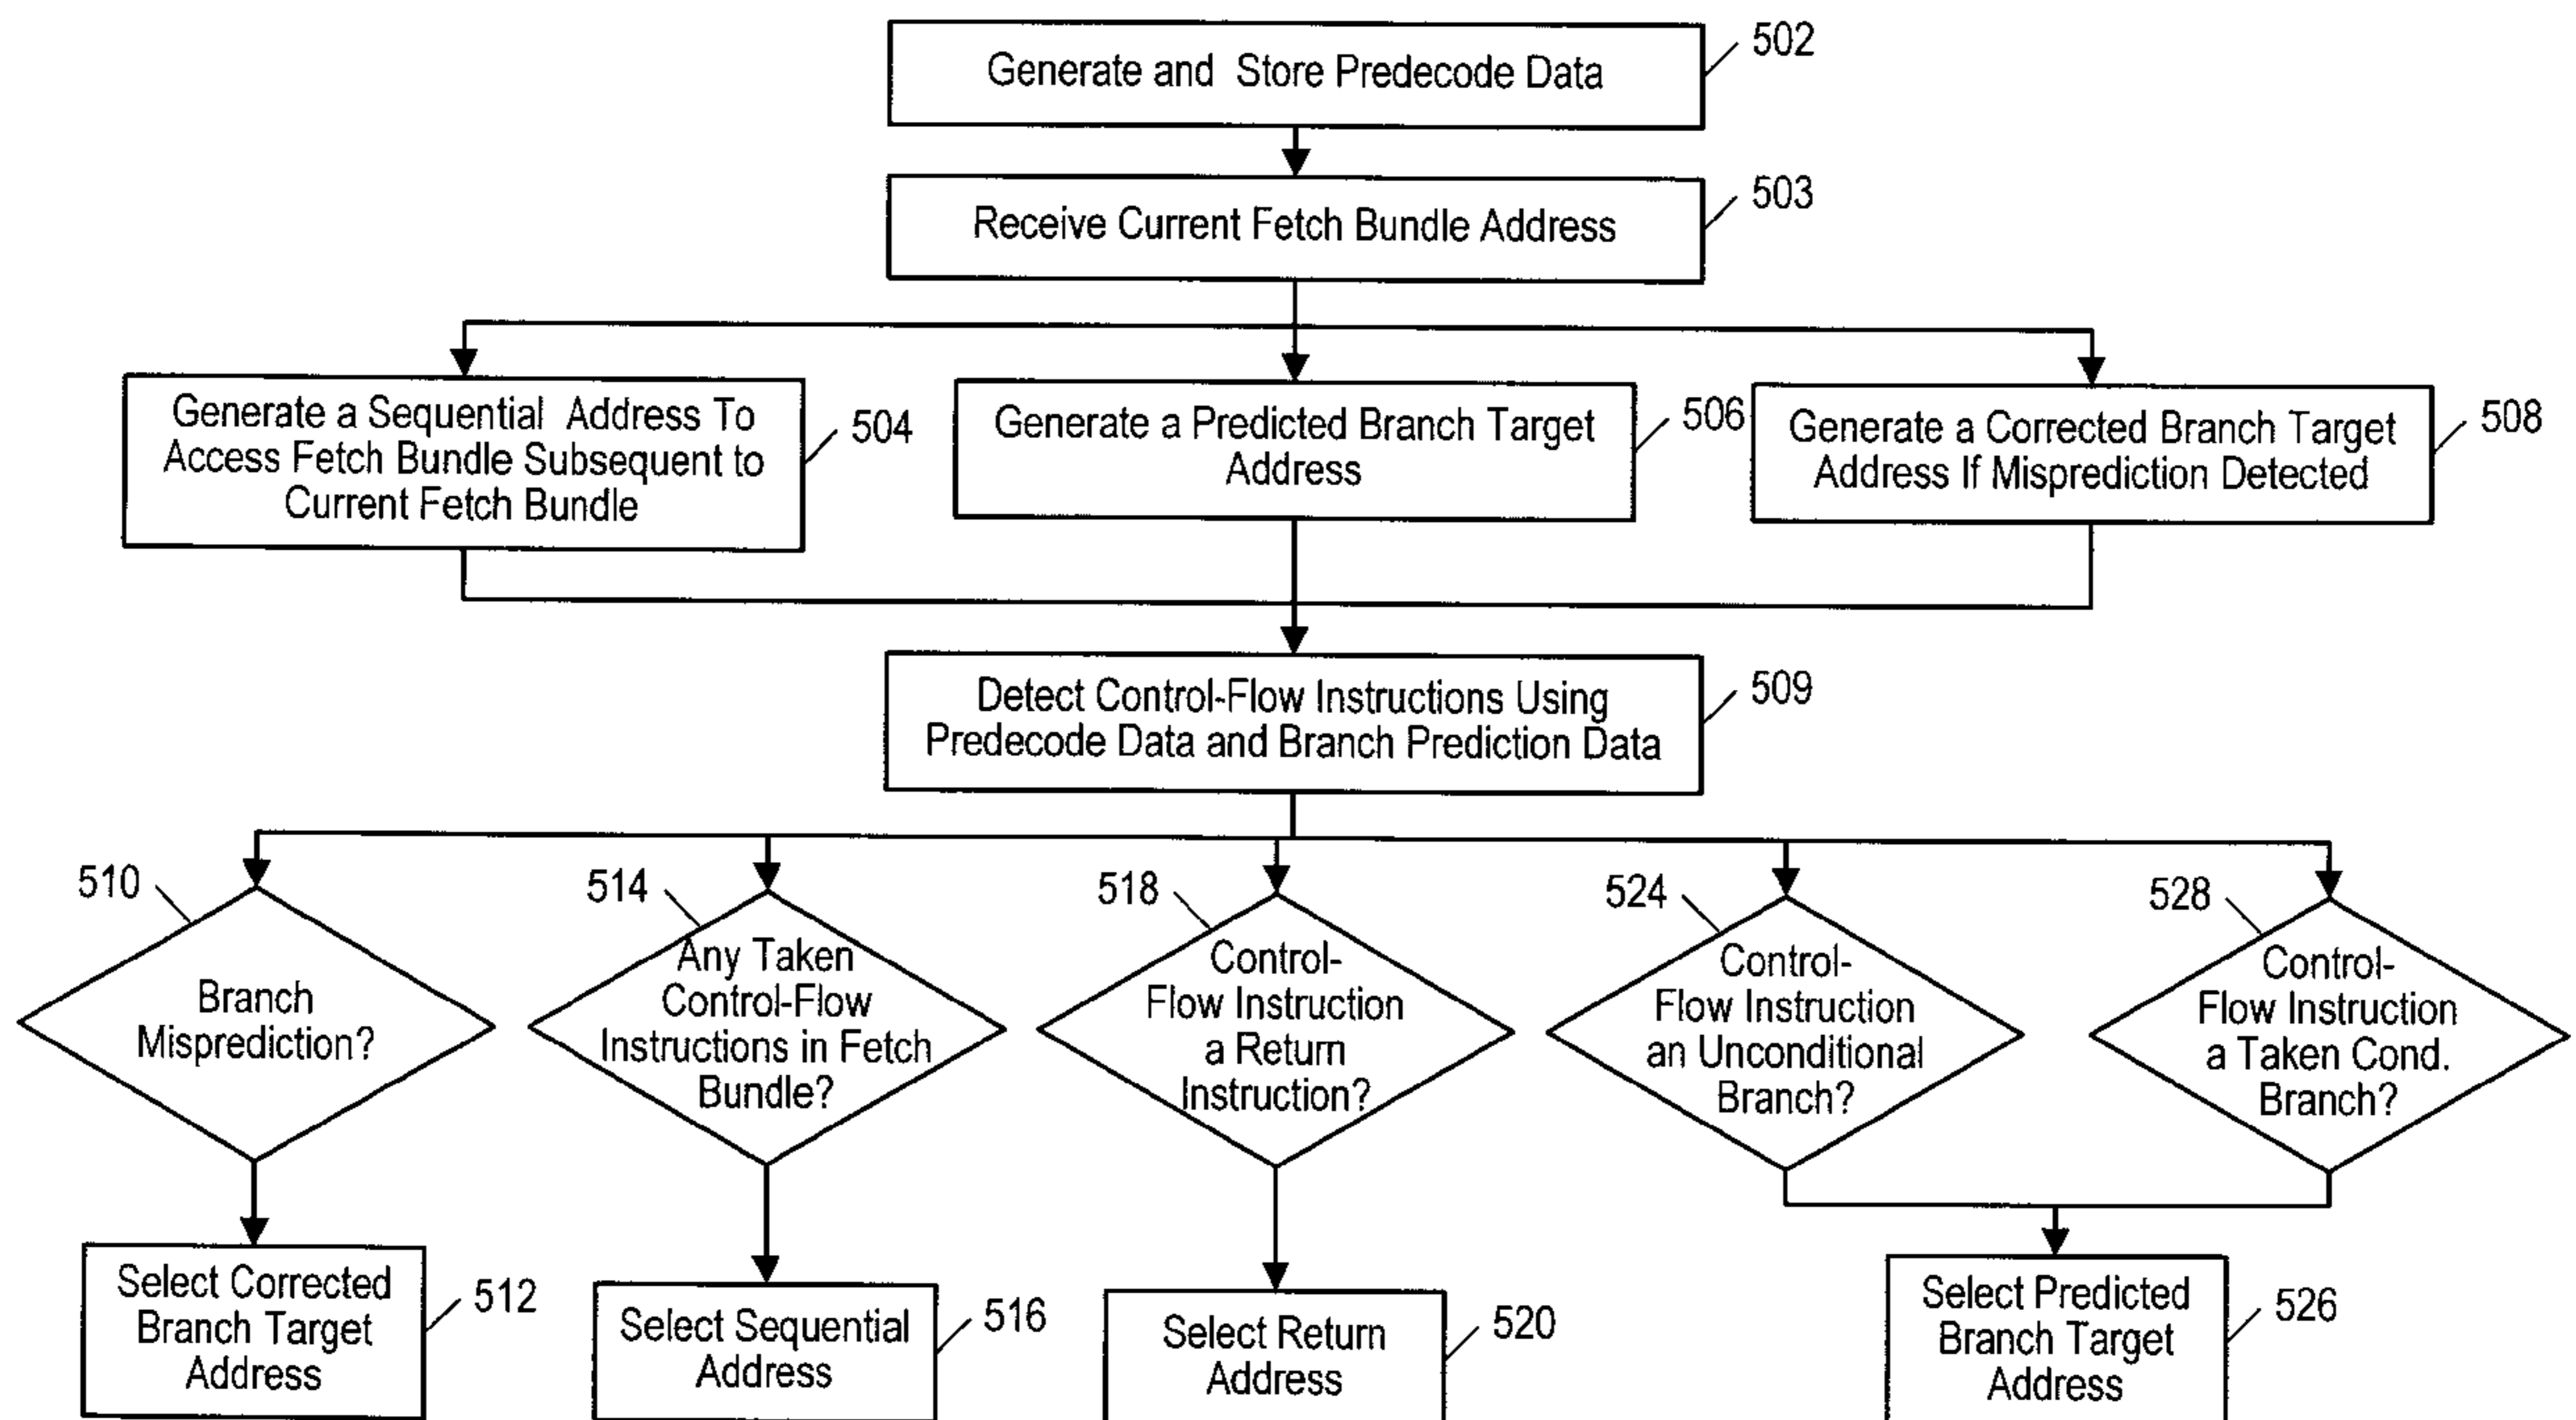 502
Generate and Store Predecode Data
503
Receive Current Fetch Bundle Address
Generate a Sequential Address To
Access Fetch Bundle Subsequent to
Current Fetch Bundle
504
Generate a Predicted Branch Target
Address
506
Generate a Corrected Branch Target
Address If Misprediction Detected
508
Detect Control-Flow Instructions Using
Predecode Data and Branch Prediction Data
509
510
Branch
Misprediction?
514
Any Taken
Control-Flow
Instructions in Fetch
Bundle?
518
Control-
Flow Instruction
a Return
Instruction?
524
Control-
Flow Instruction
an Unconditional
Branch?
528
Control-
Flow Instruction
a Taken Cond.
Branch?
Select Corrected
Branch Target
Address
512
Select Sequential
Address
516
Select Return
Address
520
Select Predicted
Branch Target
Address
526